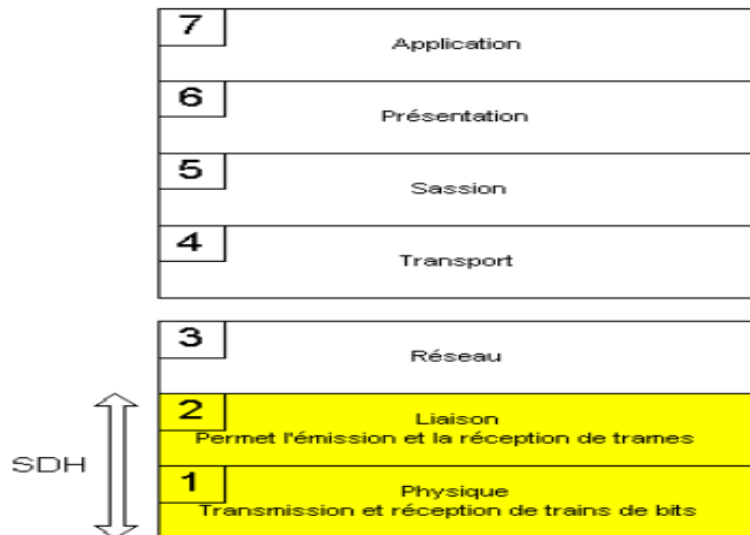 7
Application
6
Présentation
5
Sassion
4
Transport
3
Réseau
2
Liaison
Permet l'émission et la réception de trames
SDH
1
Physique
Transmission et réception de trains de bits